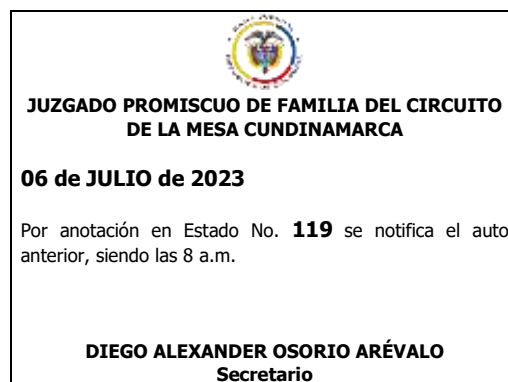 JUZGADO PROMISCUO DE FAMILIA DEL CIRCUITO
DE LA MESA CUNDINAMARCA
06 de JULIO de 2023
Por anotación en Estado No. 119 se notifica el auto
anterior, siendo las 8 a.m.
DIEGO ALEXANDER OSORIO ARÉVALO
Secretario